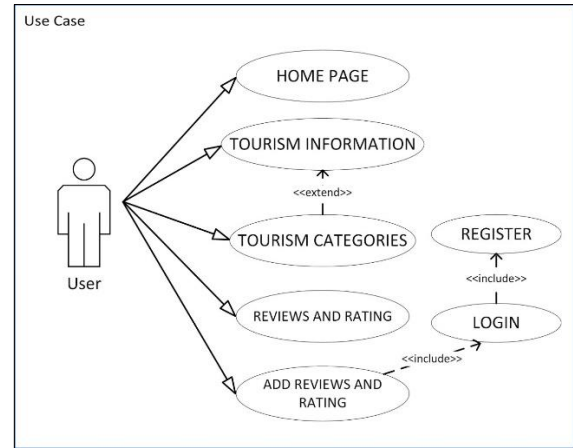 Use Case
HOME PAGE
TOURISM INFORMATION
<<extend>>
TOURISM CATEGORIES
REGISTER
User
<<include>>
REVIEWS AND RATING
LOGIN
<<include>>
ADD REVIEWS AND
RATING